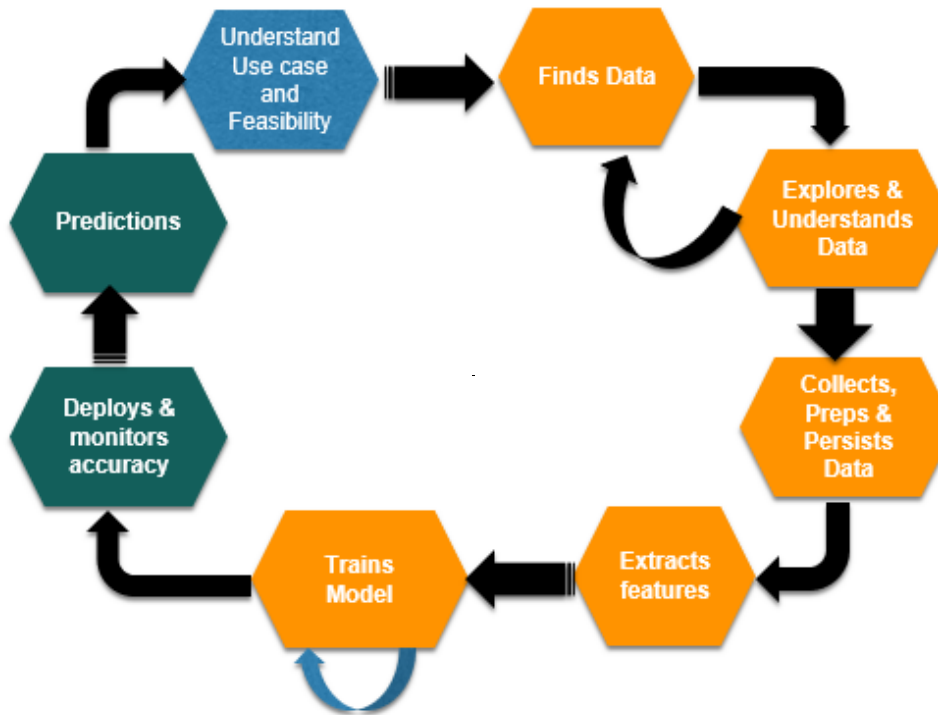 Understand
Use case
and
Feasibility
Finds Data
Explores &
Understands
Data
Collects,
Preps &
Persists
Data
Extracts
features
Trains
Model
Deploys &
monitors
accuracy
Predictions